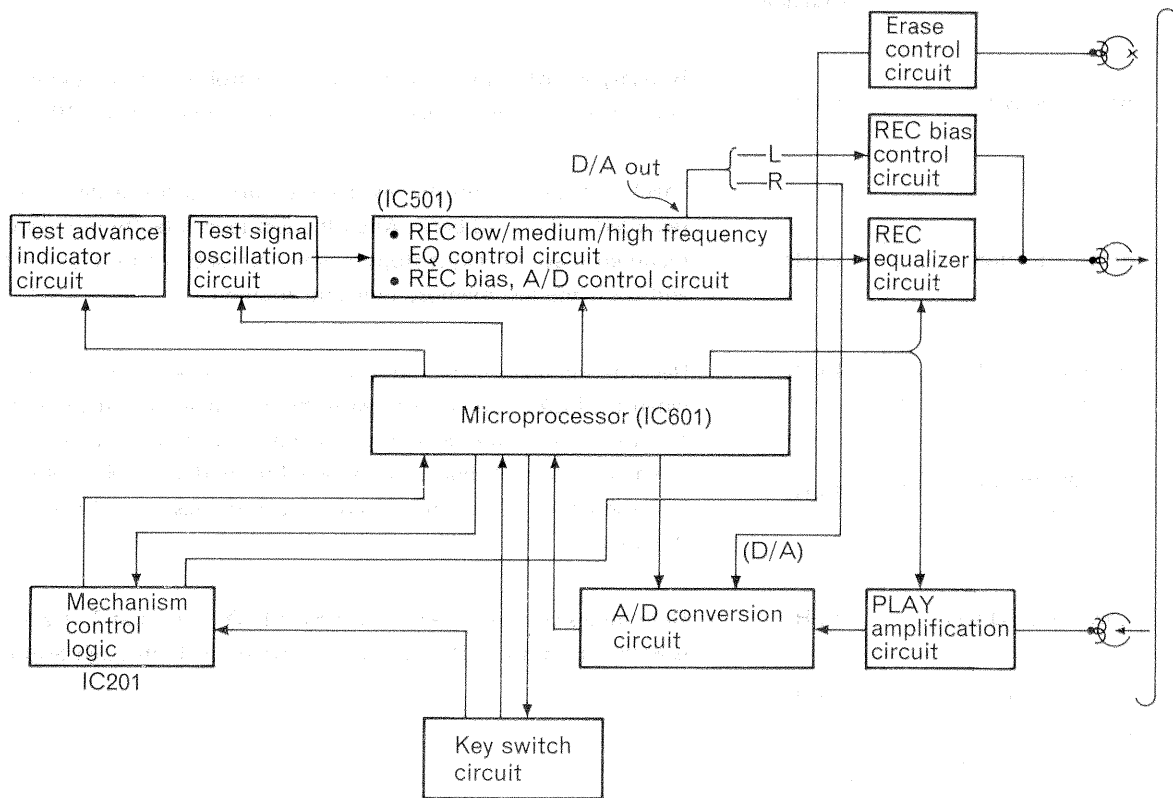 Erase
control
circuit
REC bias
control
circuit
D/A out
L
R
(IC501)
Test advance
indicator
circuit
Test signal
oscillation
circuit
• REC low/medium/high frequency
EQ control circuit
• REC bias, A/D control circuit
REC
equalizer
circuit
Microprocessor (IC601)
(D/A)
Mechanism
control
logic
IC201
A/D conversion
circuit
PLAY
amplification
circuit
Key switch
circuit